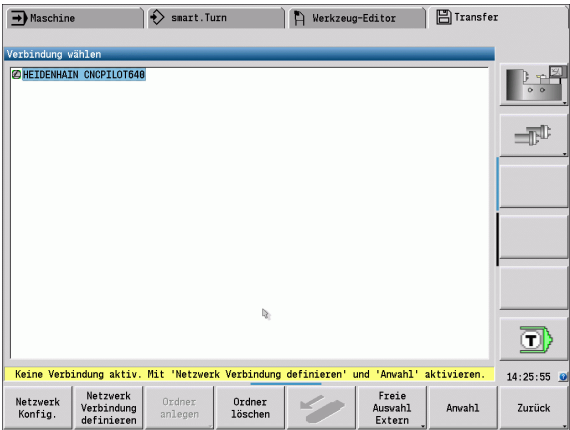 Maschine
smart.Turn
Werkzeug-Editor
Transfer
Verbindung wählen
HEIDENHAIN CNCPILOT640
T
Keine Verbindung aktiv. Mit 'Netzwerk Verbindung definieren' und 'Anwahl' aktivieren.
14:25:55
Netzwerk
Konfig.
Netzwerk
Verbindung
definieren
Ordner
anlegen
Ordner
löschen
Freie
Auswahl
Extern
Anwahl
Zurück